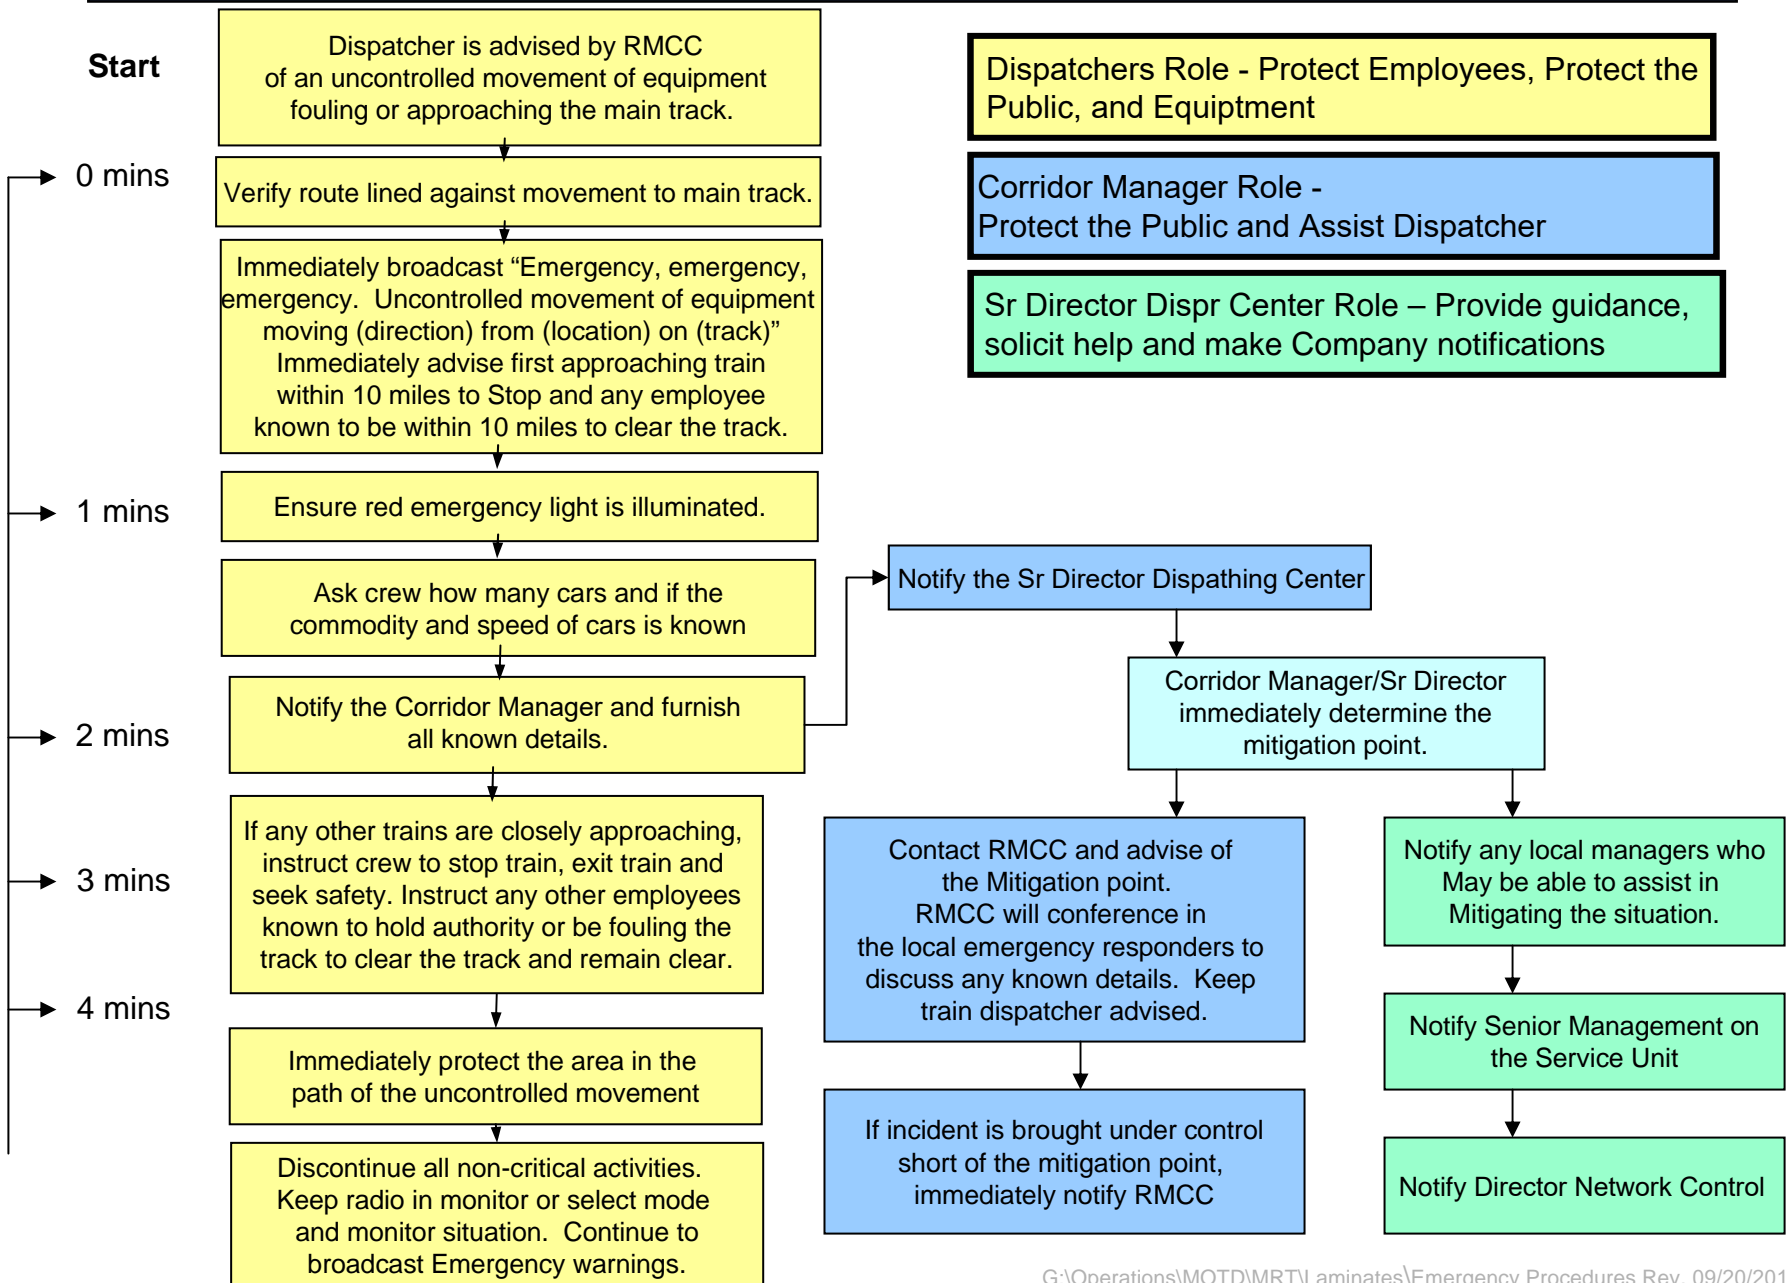 Start
Dispatcher is advised by RMCC
of an uncontrolled movement of equipment
fouling or approaching the main track.
0 mins
Verify route lined against movement to main track.
Immediately broadcast “Emergency, emergency,
emergency. Uncontrolled movement of equipment
moving (direction) from (location) on (track)”
Immediately advise first approaching train
within 10 miles to Stop and any employee
known to be within 10 miles to clear the track.
1 mins
Ensure red emergency light is illuminated.
Ask crew how many cars and if the
commodity and speed of cars is known
2 mins
Notify the Corridor Manager and furnish
all known details.
3 mins
If any other trains are closely approaching,
instruct crew to stop train, exit train and
seek safety. Instruct any other employees
known to hold authority or be fouling the
track to clear the track and remain clear.
4 mins
Immediately protect the area in the
path of the uncontrolled movement
Discontinue all non-critical activities.
Keep radio in monitor or select mode
and monitor situation. Continue to
broadcast Emergency warnings.
Dispatchers Role - Protect Employees, Protect the
Public, and Equiptment
Corridor Manager Role -
Protect the Public and Assist Dispatcher
Sr Director Dispr Center Role – Provide guidance,
solicit help and make Company notifications
Notify the Sr Director Dispathing Center
Corridor Manager/Sr Director
immediately determine the
mitigation point.
Contact RMCC and advise of
the Mitigation point.
RMCC will conference in
the local emergency responders to
discuss any known details. Keep
train dispatcher advised.
If incident is brought under control
short of the mitigation point,
immediately notify RMCC
Notify any local managers who
May be able to assist in
Mitigating the situation.
Notify Senior Management on
the Service Unit
Notify Director Network Control
G:\Operations\MOTD\MRT\Laminates\Emergency Procedures Rev. 09/20/201